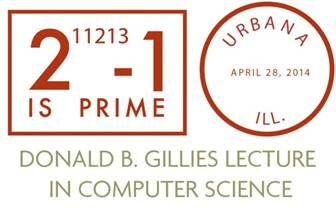 2¹¹²¹³-1
IS PRIME
URBANA
APRIL 28, 2014
ILL.
DONALD B. GILLIES LECTURE
IN COMPUTER SCIENCE